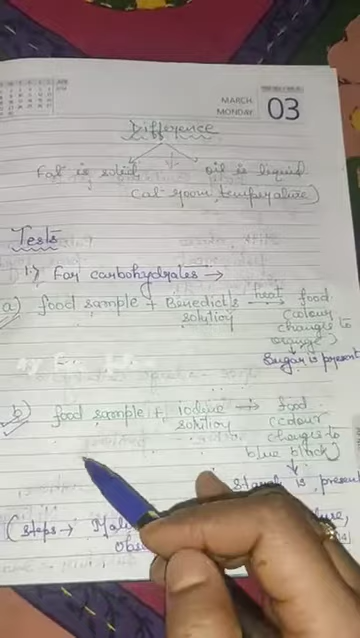 MARCH
MONDAY
03
Difference
Fat is solid oil is liquid
(at room temperature)
Tests
1.) For carbohydrates →
a) food sample + Benedicts heat→ food
solution (colour
changes to
orange)
↓
Sugar is present
b) food sample + iodine → food
solution (colour
changes to
blue black)
↓
Starch is present
(steps →